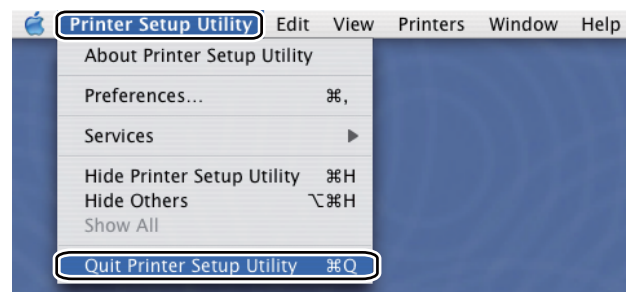 Printer Setup Utility Edit View Printers Window Help
About Printer Setup Utility
Preferences... ⌘,
Services ▶
Hide Printer Setup Utility ⌘H
Hide Others ⌥⌘H
Show All
Quit Printer Setup Utility ⌘Q